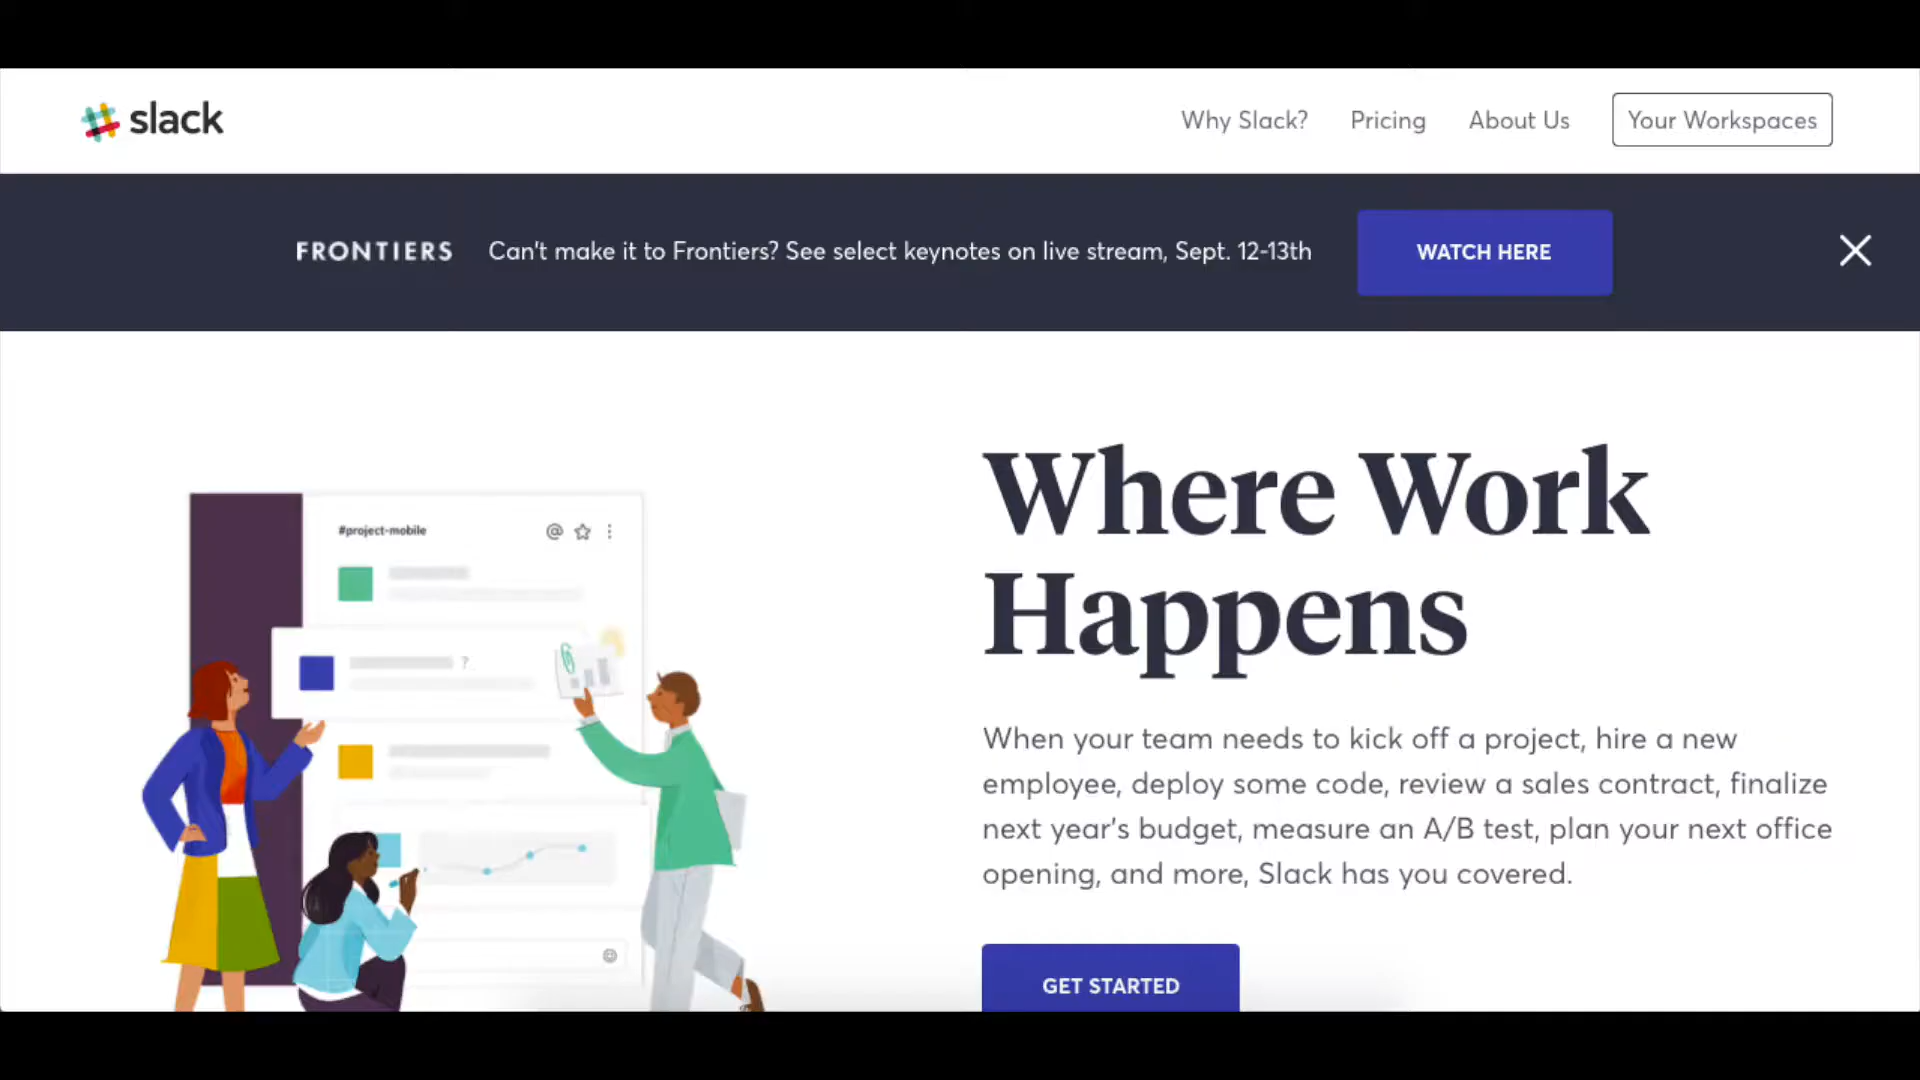 slack
Why Slack?
Pricing
About Us
Your Workspaces
FRONTIERS
Can't make it to Frontiers? See select keynotes on live stream, Sept. 12-13th
WATCH HERE
#project-mobile
?
Where Work
Happens
When your team needs to kick off a project, hire a new
employee, deploy some code, review a sales contract, finalize
next year's budget, measure an A/B test, plan your next office
opening, and more, Slack has you covered.
GET STARTED